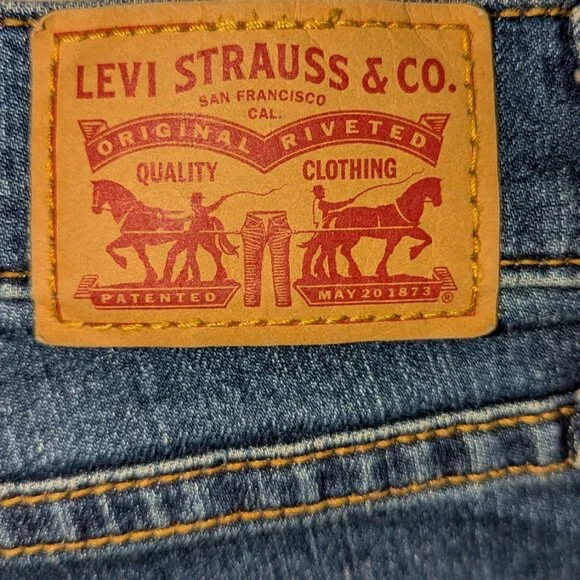 LEVI STRAUSS & CO.
SAN FRANCISCO
CAL.
ORIGINAL RIVETED
QUALITY CLOTHING
PATENTED MAY 20 1873 ®